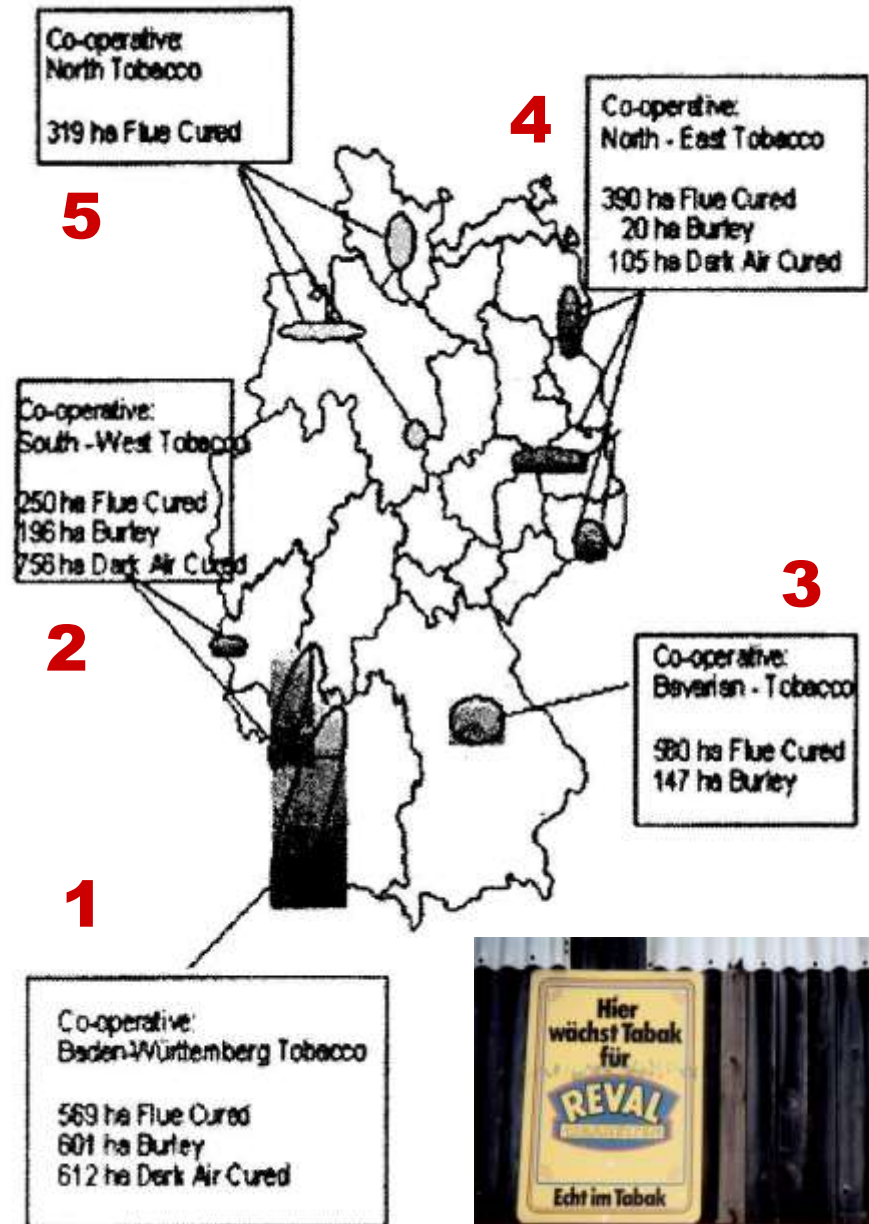 Co-operative:
North Tobacco
319 ha Flue Cured
5
4
Co-operative:
North - East Tobacco
390 ha Flue Cured
20 ha Burley
105 ha Dark Air Cured
Co-operative:
South - West Tobacco
250 ha Flue Cured
196 ha Burley
756 ha Dark Air Cured
2
3
Co-operative:
Bavarian - Tobacco
580 ha Flue Cured
147 ha Burley
1
Co-operative:
Baden-Württemberg Tobacco
569 ha Flue Cured
601 ha Burley
612 ha Dark Air Cured
Hier
wächst Tabak
für
REVAL
Echt im Tabak